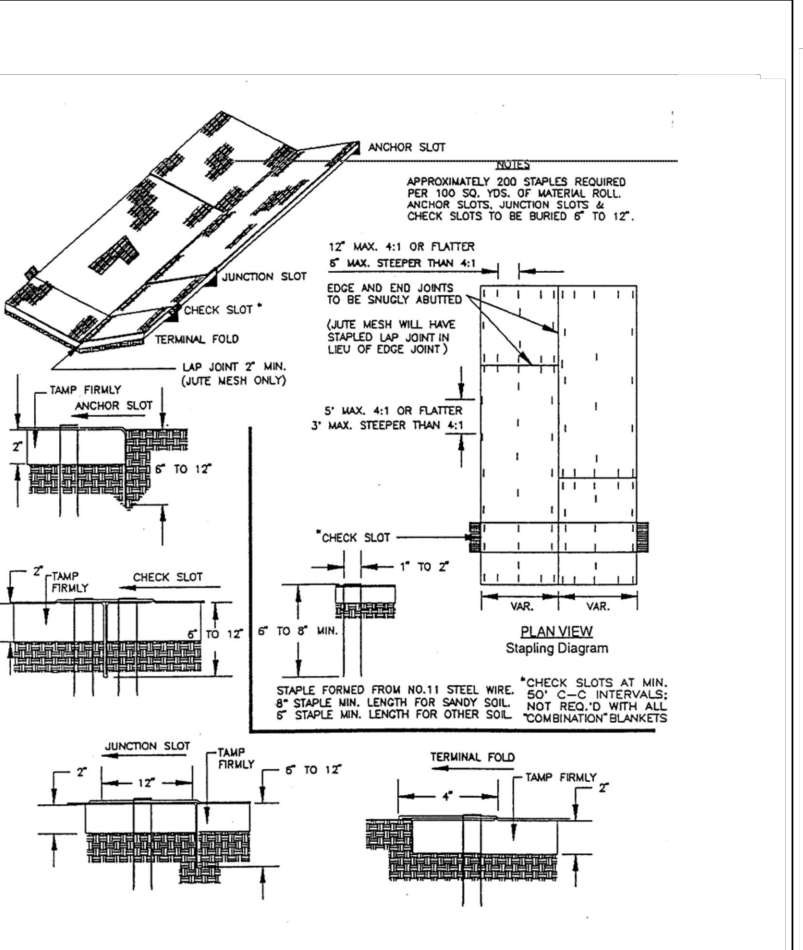 ANCHOR SLOT
NOTES
APPROXIMATELY 200 STAPLES REQUIRED
PER 100 SQ. YDS. OF MATERIAL ROLL.
ANCHOR SLOTS, JUNCTION SLOTS &
CHECK SLOTS TO BE BURIED 6" TO 12".
12" MAX. 4:1 OR FLATTER
6" MAX. STEEPER THAN 4:1
EDGE AND END JOINTS
TO BE SNUGLY ABUTTED
(JUTE MESH WILL HAVE
STAPLED LAP JOINT IN
LIEU OF EDGE JOINT)
JUNCTION SLOT
CHECK SLOT *
TERMINAL FOLD
LAP JOINT 2" MIN.
(JUTE MESH ONLY)
5' MAX. 4:1 OR FLATTER
3' MAX. STEEPER THAN 4:1
TAMP FIRMLY
ANCHOR SLOT
2"
6" TO 12"
*CHECK SLOT
1" TO 2"
6" TO 8" MIN.
VAR.
VAR.
PLAN VIEW
Stapling Diagram
2"
TAMP
FIRMLY
CHECK SLOT
6" TO 12"
STAPLE FORMED FROM NO.11 STEEL WIRE.
8" STAPLE MIN. LENGTH FOR SANDY SOIL.
6" STAPLE MIN. LENGTH FOR OTHER SOIL.
*CHECK SLOTS AT MIN.
50' C-C INTERVALS;
NOT REQ.'D WITH ALL
"COMBINATION" BLANKETS
JUNCTION SLOT
TAMP
FIRMLY
2"
12"
6" TO 12"
TERMINAL FOLD
TAMP FIRMLY
4"
2"